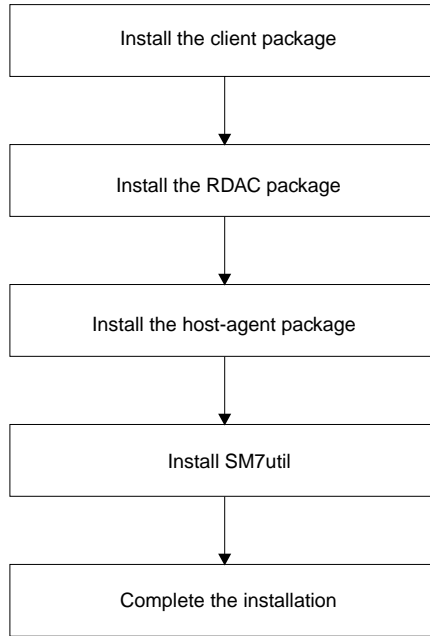 Install the client package
Install the RDAC package
Install the host-agent package
Install SM7util
Complete the installation